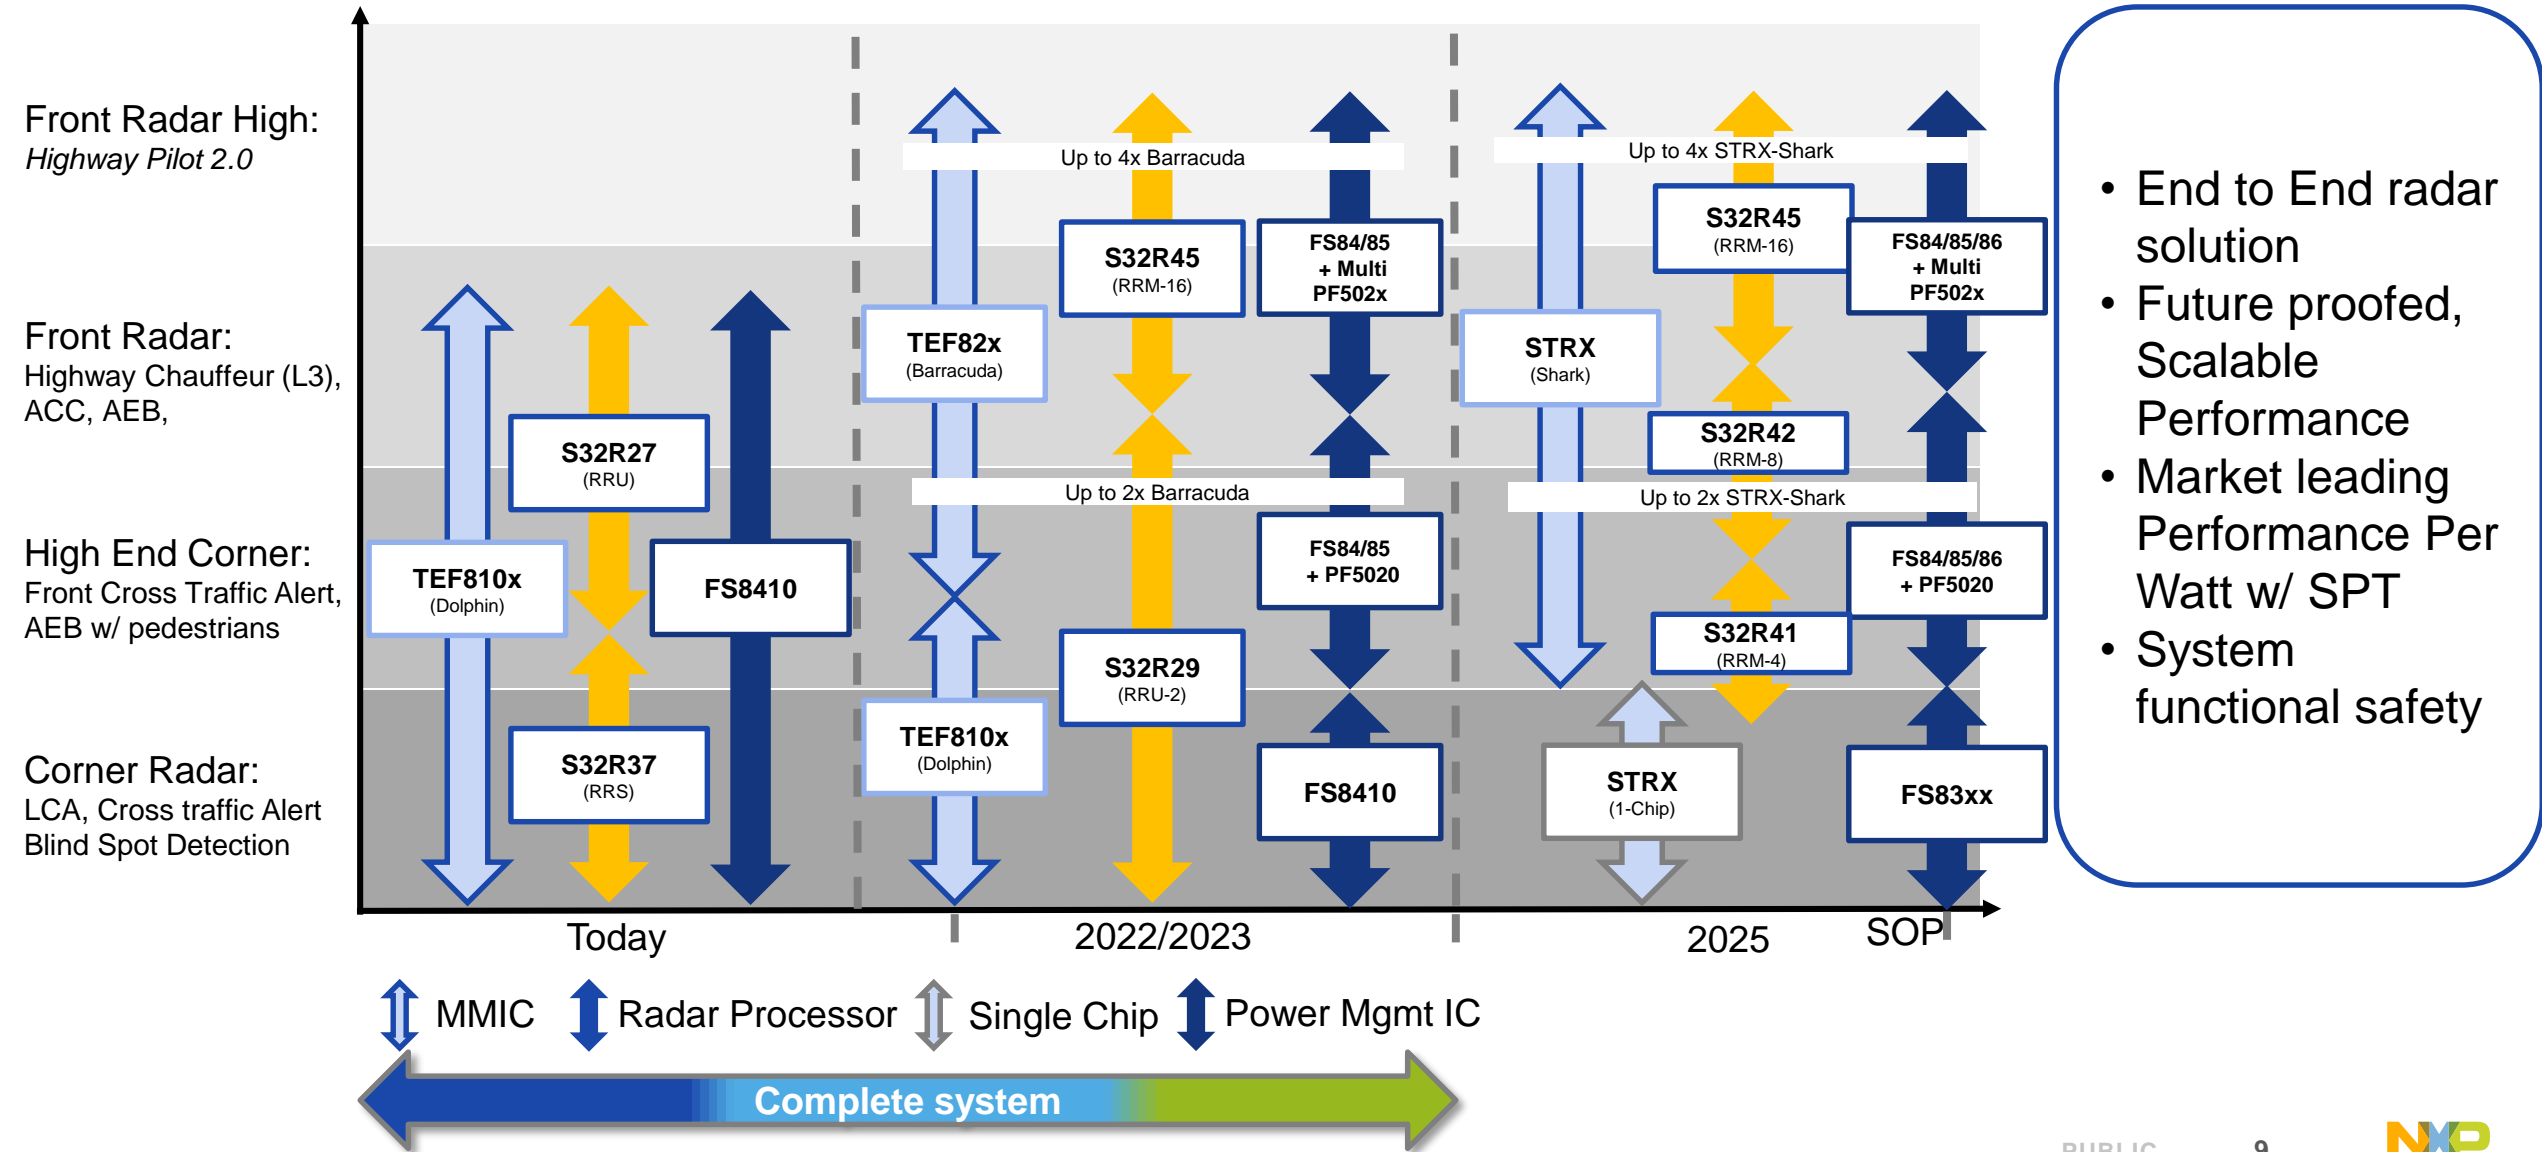 Front Radar High:
Highway Pilot 2.0
Front Radar:
Highway Chauffeur (L3),
ACC, AEB,
High End Corner:
Front Cross Traffic Alert,
AEB w/ pedestrians
Corner Radar:
LCA, Cross traffic Alert
Blind Spot Detection
TEF810x
(Dolphin)
S32R27
(RRU)
S32R37
(RRS)
FS8410
Up to 4x Barracuda
TEF82x
(Barracuda)
S32R45
(RRM-16)
FS84/85
+ Multi
PF502x
Up to 2x Barracuda
FS84/85
+ PF5020
S32R29
(RRU-2)
TEF810x
(Dolphin)
FS8410
Up to 4x STRX-Shark
S32R45
(RRM-16)
FS84/85/86
+ Multi
PF502x
STRX
(Shark)
S32R42
(RRM-8)
Up to 2x STRX-Shark
FS84/85/86
+ PF5020
S32R41
(RRM-4)
STRX
(1-Chip)
FS83xx
Today
2022/2023
2025
SOP
MMIC
Radar Processor
Single Chip
Power Mgmt IC
Complete system
• End to End radar
solution
• Future proofed,
Scalable
Performance
• Market leading
Performance Per
Watt w/ SPT
• System
functional safety
PUBLIC
9
NXP